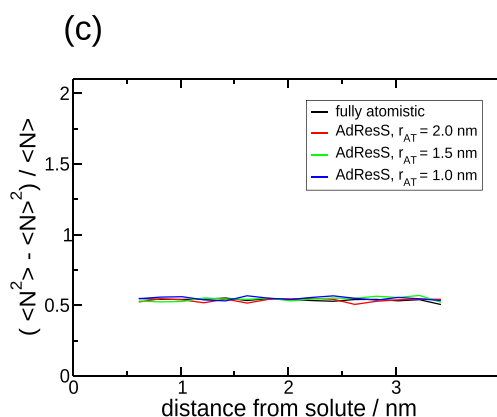 (c)
( <N²> - <N>²) / <N>
2
1.5
1
0.5
0
fully atomistic
AdResS, r_AT = 2.0 nm
AdResS, r_AT = 1.5 nm
AdResS, r_AT = 1.0 nm
0 1 2 3
distance from solute / nm